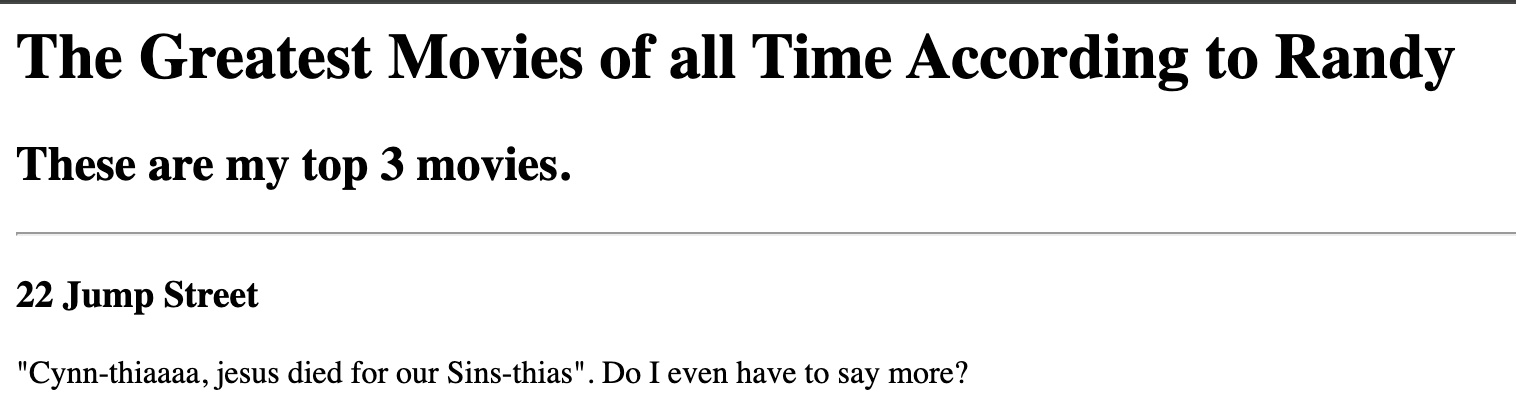 The Greatest Movies of all Time According to Randy
These are my top 3 movies.
22 Jump Street
"Cynn-thiaaaa, jesus died for our Sins-thias". Do I even have to say more?